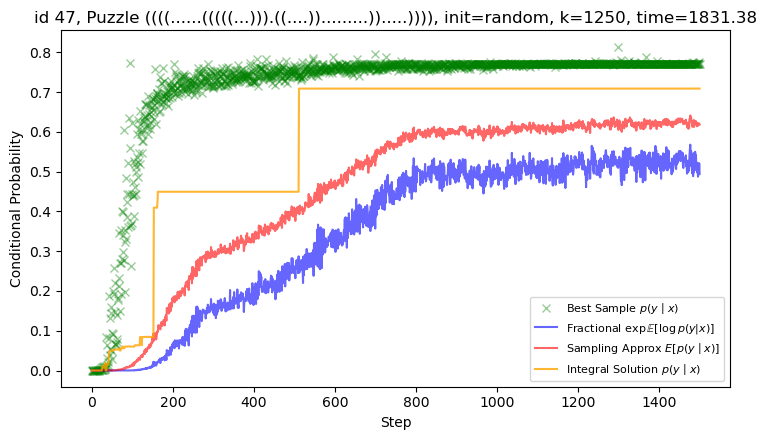 id 47, Puzzle ((((......(((((...))).((....)).........)).....)))), init=random, k=1250, time=1831.38
Conditional Probability
0.8
0.7
0.6
0.5
0.4
0.3
0.2
0.1
0.0
Best Sample p(y | x)
Fractional exp𝔼[log p(y|x)]
Sampling Approx E[p(y | x)]
Integral Solution p(y | x)
0 200 400 600 800 1000 1200 1400
Step